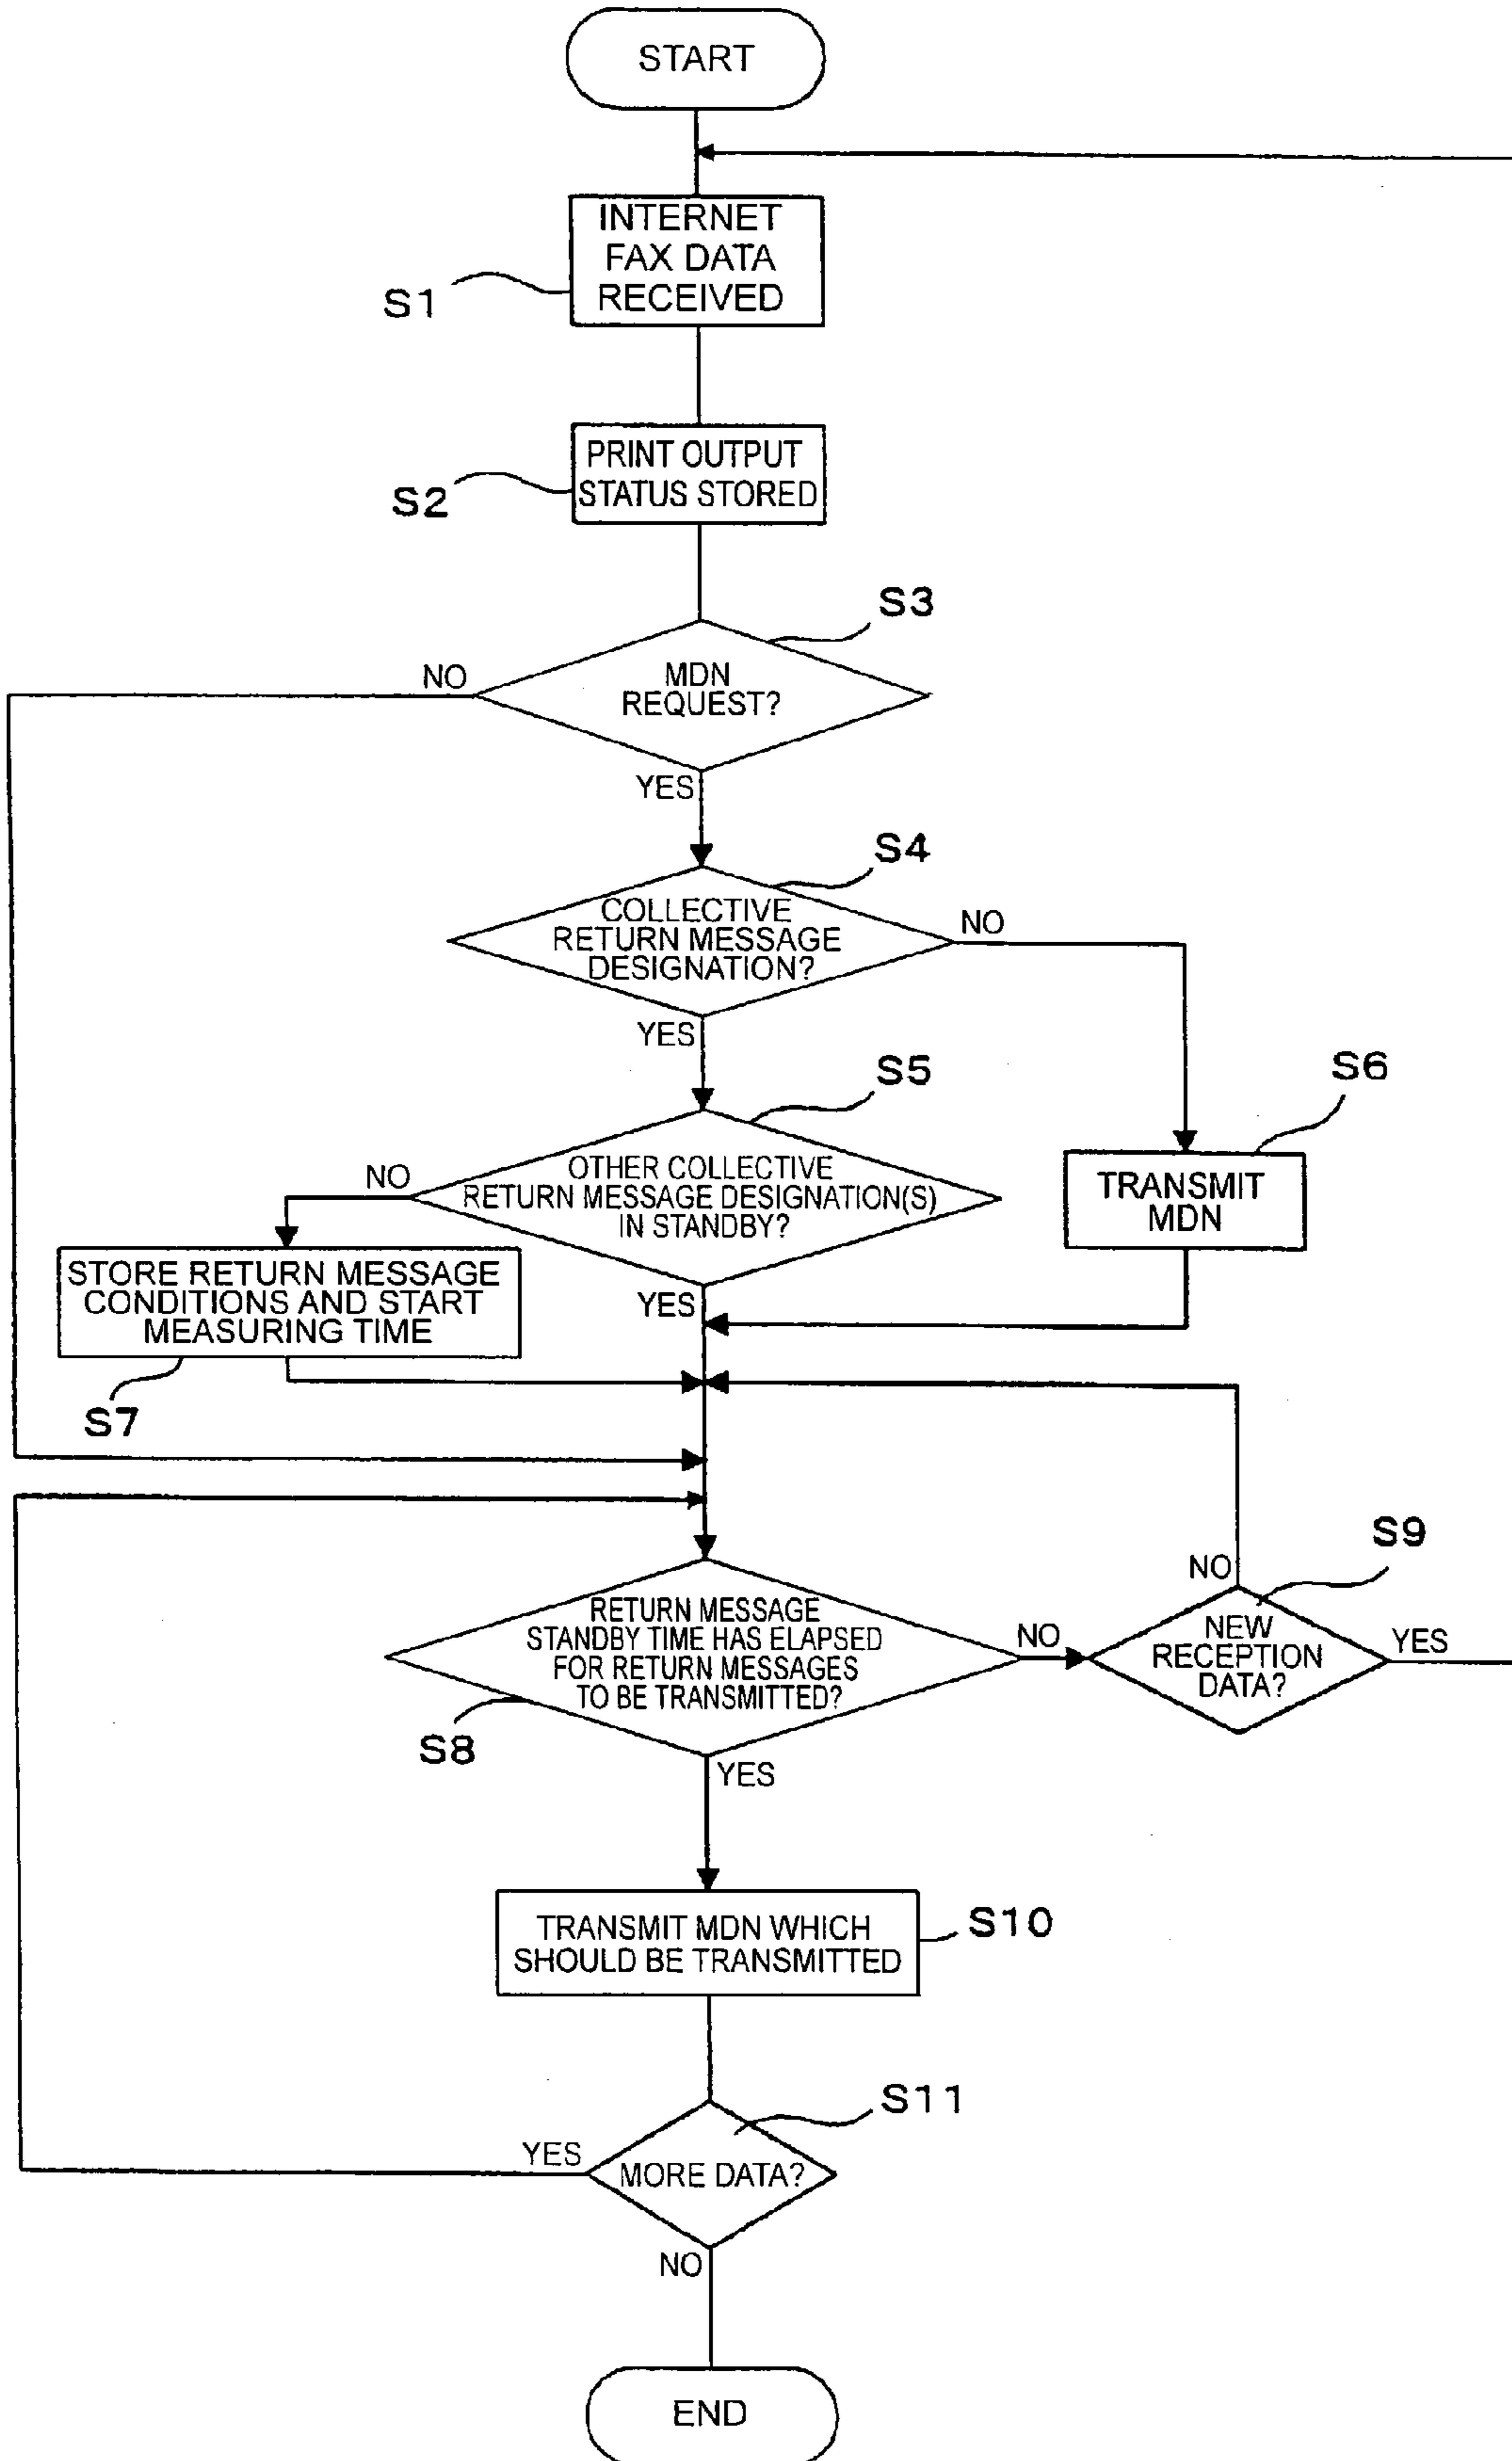 START
INTERNET
FAX DATA
RECEIVED
S1
PRINT OUTPUT
STATUS STORED
S2
S3
MDN
REQUEST?
NO
YES
S4
COLLECTIVE
RETURN MESSAGE
DESIGNATION?
NO
YES
S5
OTHER COLLECTIVE
RETURN MESSAGE DESIGNATION(S)
IN STANDBY?
NO
YES
S6
TRANSMIT
MDN
STORE RETURN MESSAGE
CONDITIONS AND START
MEASURING TIME
S7
RETURN MESSAGE
STANDBY TIME HAS ELAPSED
FOR RETURN MESSAGES
TO BE TRANSMITTED?
S8
NO
YES
S9
NO
NEW
RECEPTION
DATA?
YES
TRANSMIT MDN WHICH
SHOULD BE TRANSMITTED
S10
S11
YES
MORE DATA?
NO
END